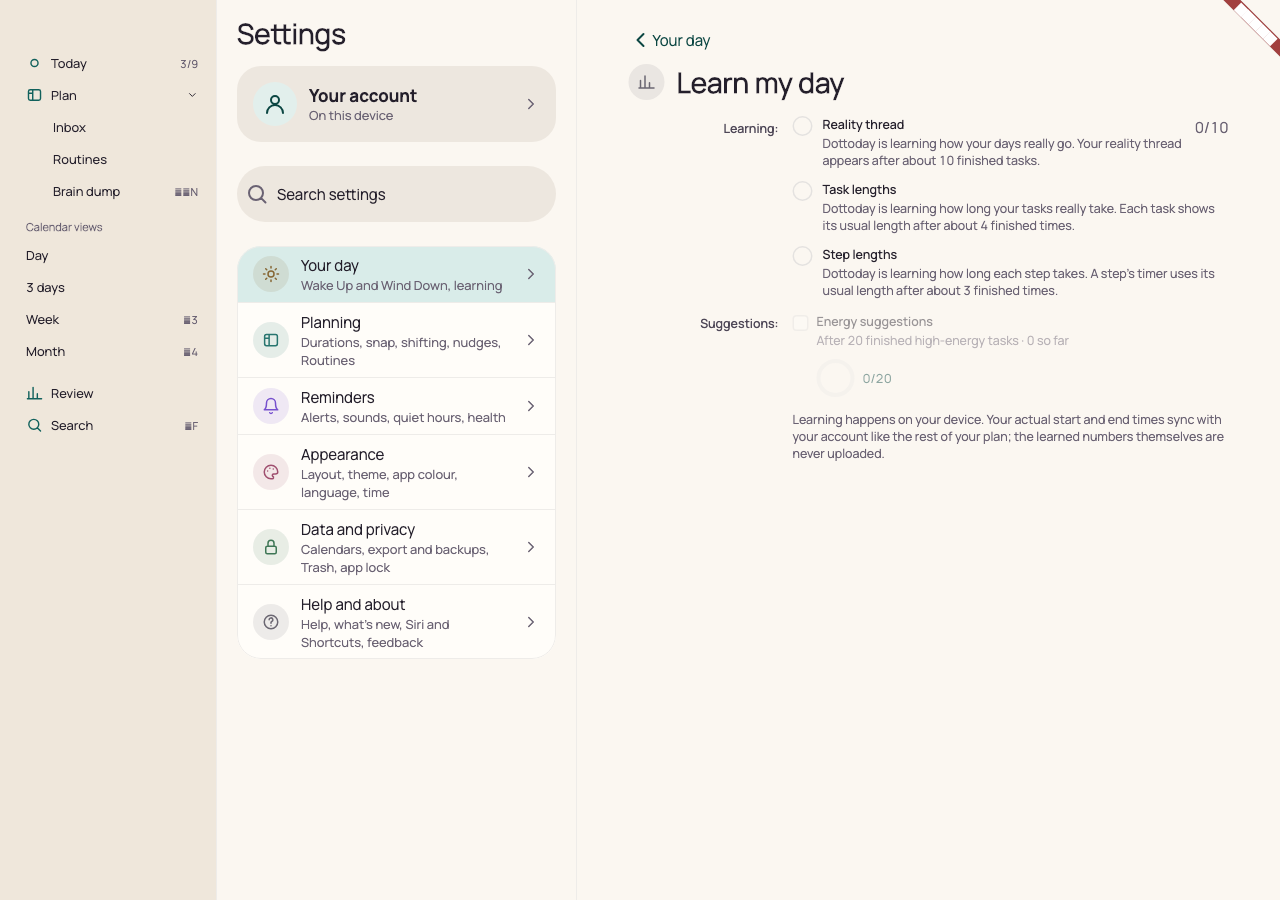 Today
3/9
Plan
Inbox
Routines
Brain dump
N
Calendar views
Day
3 days
Week
3
Month
4
Review
Search
F
Settings
Your account
On this device
Search settings
Your day
Wake Up and Wind Down, learning
Planning
Durations, snap, shifting, nudges,
Routines
Reminders
Alerts, sounds, quiet hours, health
Appearance
Layout, theme, app colour,
language, time
Data and privacy
Calendars, export and backups,
Trash, app lock
Help and about
Help, what's new, Siri and
Shortcuts, feedback
Your day
Learn my day
Learning:
Reality thread
0/10
Dottoday is learning how your days really go. Your reality thread
appears after about 10 finished tasks.
Task lengths
Dottoday is learning how long your tasks really take. Each task shows
its usual length after about 4 finished times.
Step lengths
Dottoday is learning how long each step takes. A step's timer uses its
usual length after about 3 finished times.
Suggestions:
Energy suggestions
After 20 finished high-energy tasks · 0 so far
0/20
Learning happens on your device. Your actual start and end times sync with
your account like the rest of your plan; the learned numbers themselves are
never uploaded.